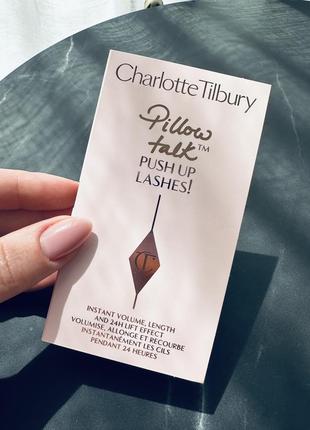 Charlotte Tilbury
Pillow
talk™
PUSH UP
LASHES!
CT
INSTANT VOLUME, LENGTH
AND 24H LIFT EFFECT
VOLUMISE, ALLONGE ET RECOURBE
INSTANTANÉMENT LES CILS
PENDANT 24 HEURES